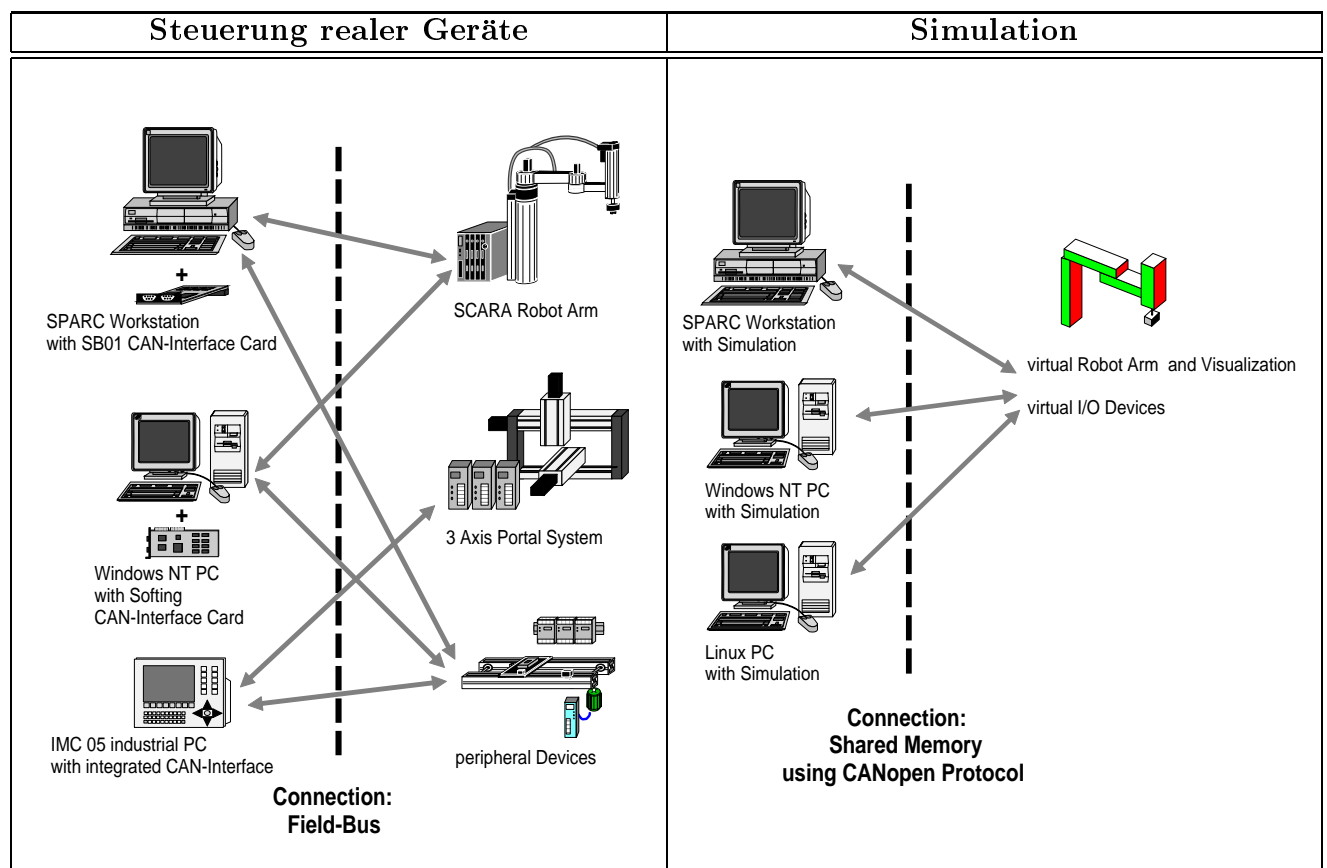 Steuerung realer Geräte
Simulation
+
SPARC Workstation
with SB01 CAN-Interface Card
SCARA Robot Arm
+
Windows NT PC
with Softing
CAN-Interface Card
3 Axis Portal System
IMC 05 industrial PC
with integrated CAN-Interface
peripheral Devices
Connection:
Field-Bus
SPARC Workstation
with Simulation
virtual Robot Arm and Visualization
virtual I/O Devices
Windows NT PC
with Simulation
Linux PC
with Simulation
Connection:
Shared Memory
using CANopen Protocol